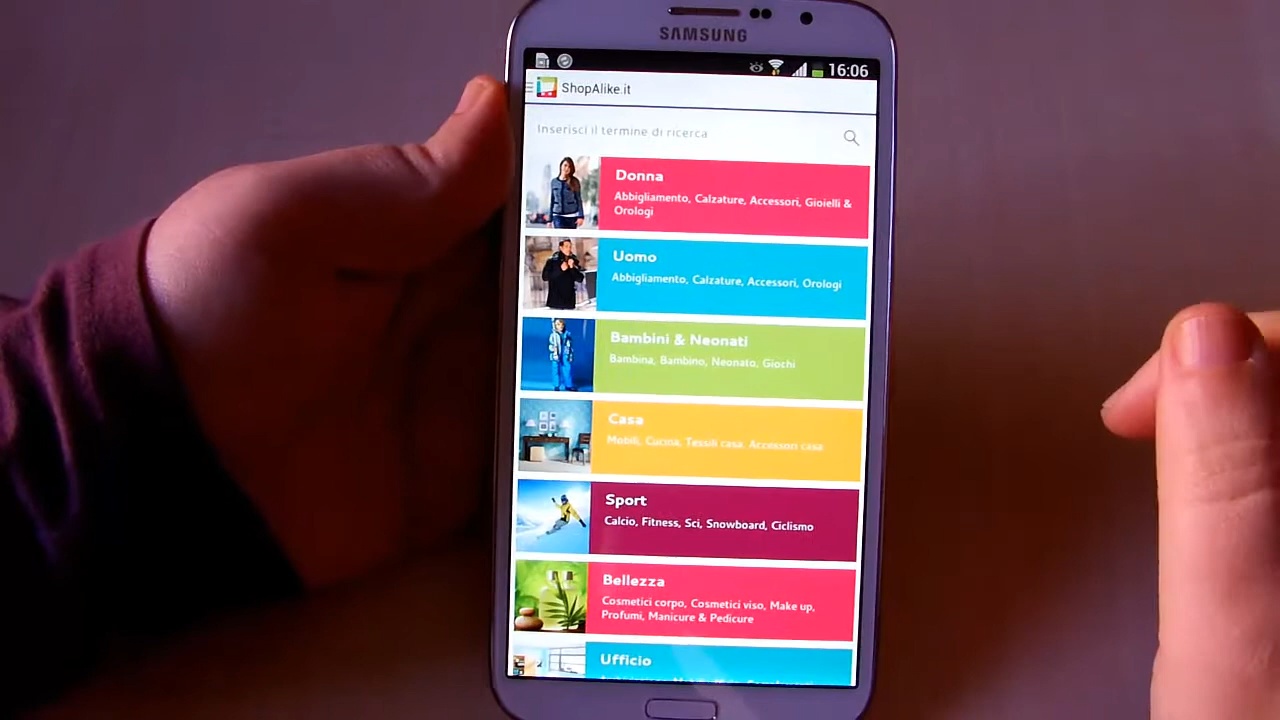 SAMSUNG
16:06
ShopAlike.it
Inserisci il termine di ricerca
Donna
Abbigliamento, Calzature, Accessori, Gioielli &
Orologi
Uomo
Abbigliamento, Calzature, Accessori, Orologi
Bambini & Neonati
Bambina, Bambino, Neonato, Giochi
Casa
Mobili, Cucina, Tessili casa, Accessori casa
Sport
Calcio, Fitness, Sci, Snowboard, Ciclismo
Bellezza
Cosmetici corpo, Cosmetici viso, Make up,
Profumi, Manicure & Pedicure
Ufficio